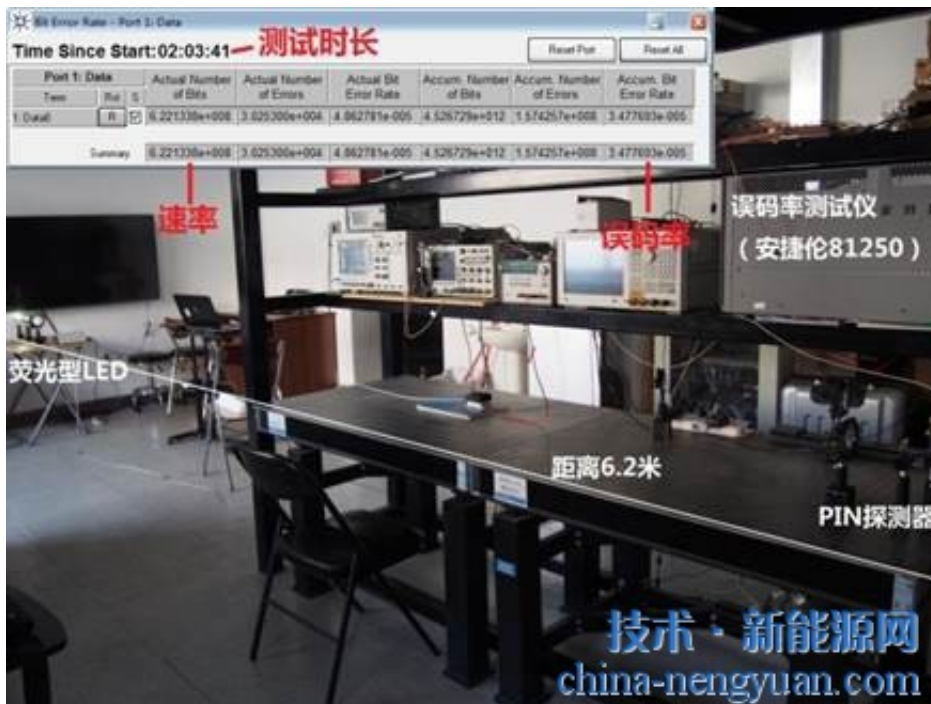 Bit Error Rate - Port 1: Data
Time Since Start:02:03:41
测试时长
Reset Port
Reset All
Port 1: Data
Actual Number of Bits
Actual Number of Errors
Actual Bit Error Rate
Accum. Number of Bits
Accum. Number of Errors
Accum. Bit Error Rate
1: Data0
R
6.221338e+008
3.025300e+004
4.862781e-005
4.526729e+012
1.574257e+008
3.477693e-005
Summary
6.221338e+008
3.025300e+004
4.862781e-005
4.526729e+012
1.574257e+008
3.477693e-005
速率
误码率
误码率测试仪
（安捷伦81250）
荧光型LED
距离6.2米
PIN探测器
技术·新能源网
china-nengyuan.com